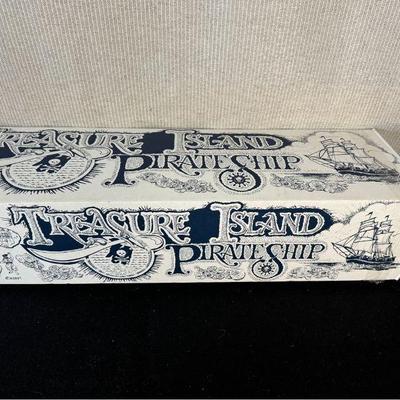 TREASURE ISLAND
PIRATE SHIP
TREASURE ISLAND
PIRATE SHIP